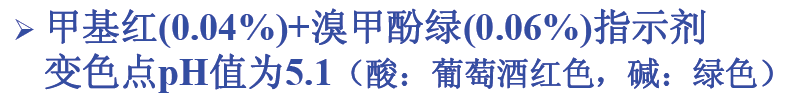 ➢ 甲基红(0.04%)+溴甲酚绿(0.06%)指示剂
变色点pH值为5.1（酸：葡萄酒红色，碱：绿色）